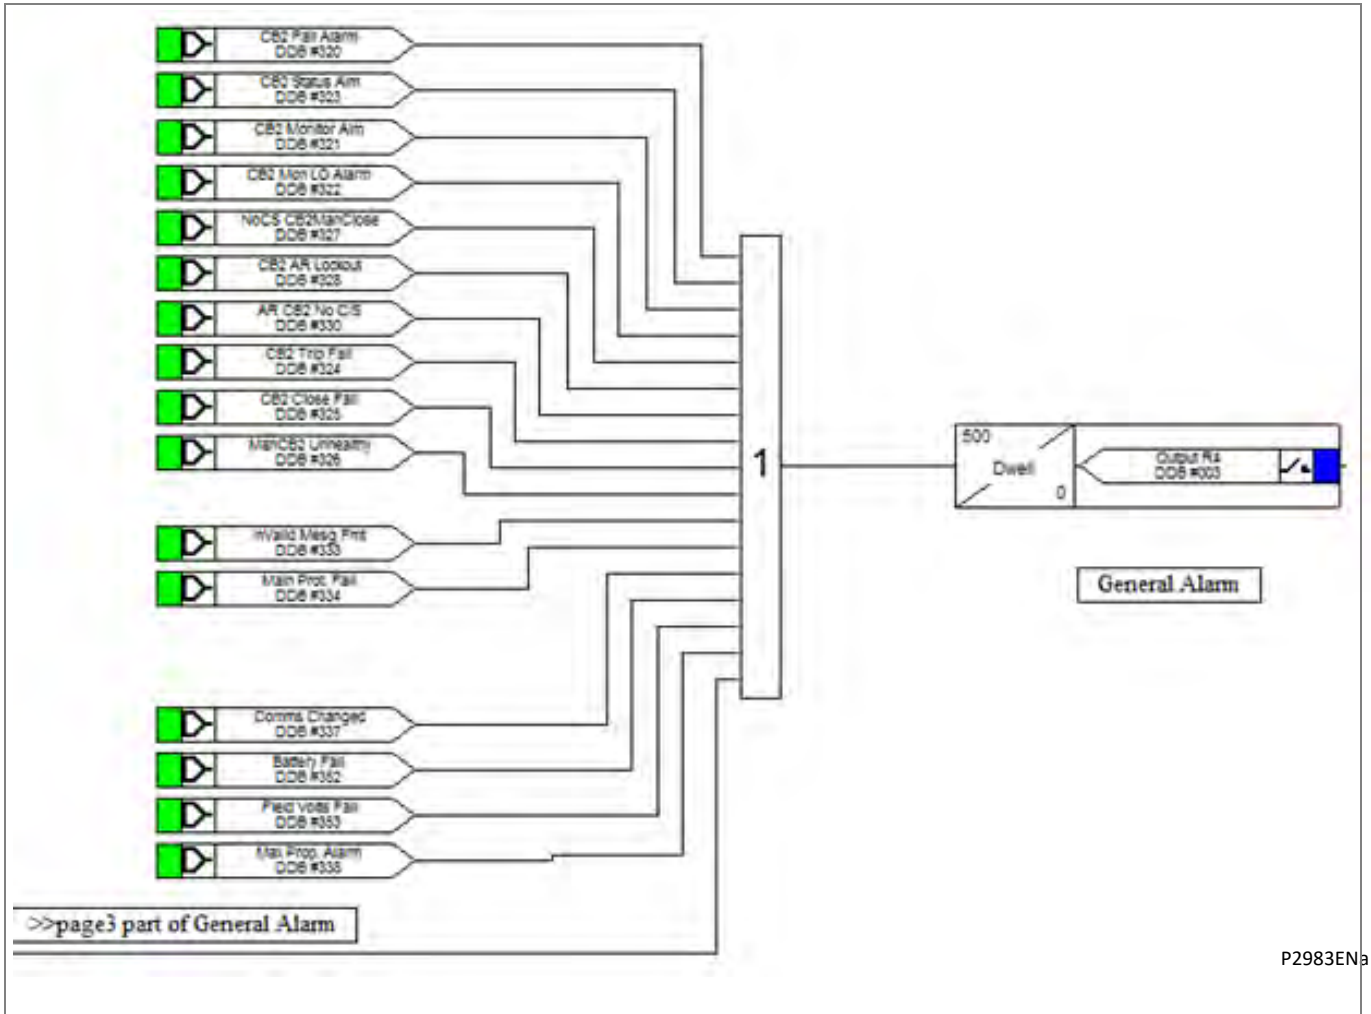 CB2 Fail Alarm
DDB #320
CB2 Status Alm
DDB #323
CB2 Monitor Alm
DDB #321
CB2 Mon LO Alarm
DDB #322
NoCS CB2ManClose
DDB #327
CB2 AR Lockout
DDB #328
AR CB2 No C/S
DDB #330
CB2 Trip Fail
DDB #324
CB2 Close Fail
DDB #325
ManCB2 Unhealthy
DDB #326
InValid Mesg Fmt
DDB #333
Main Prot. Fail
DDB #334
Comms Changed
DDB #337
Battery Fail
DDB #352
Field Volts Fail
DDB #353
Max Prop. Alarm
DDB #338
>>page3 part of General Alarm
1
500
Dwell
0
Output R4
DDB #003
General Alarm
P2983ENa